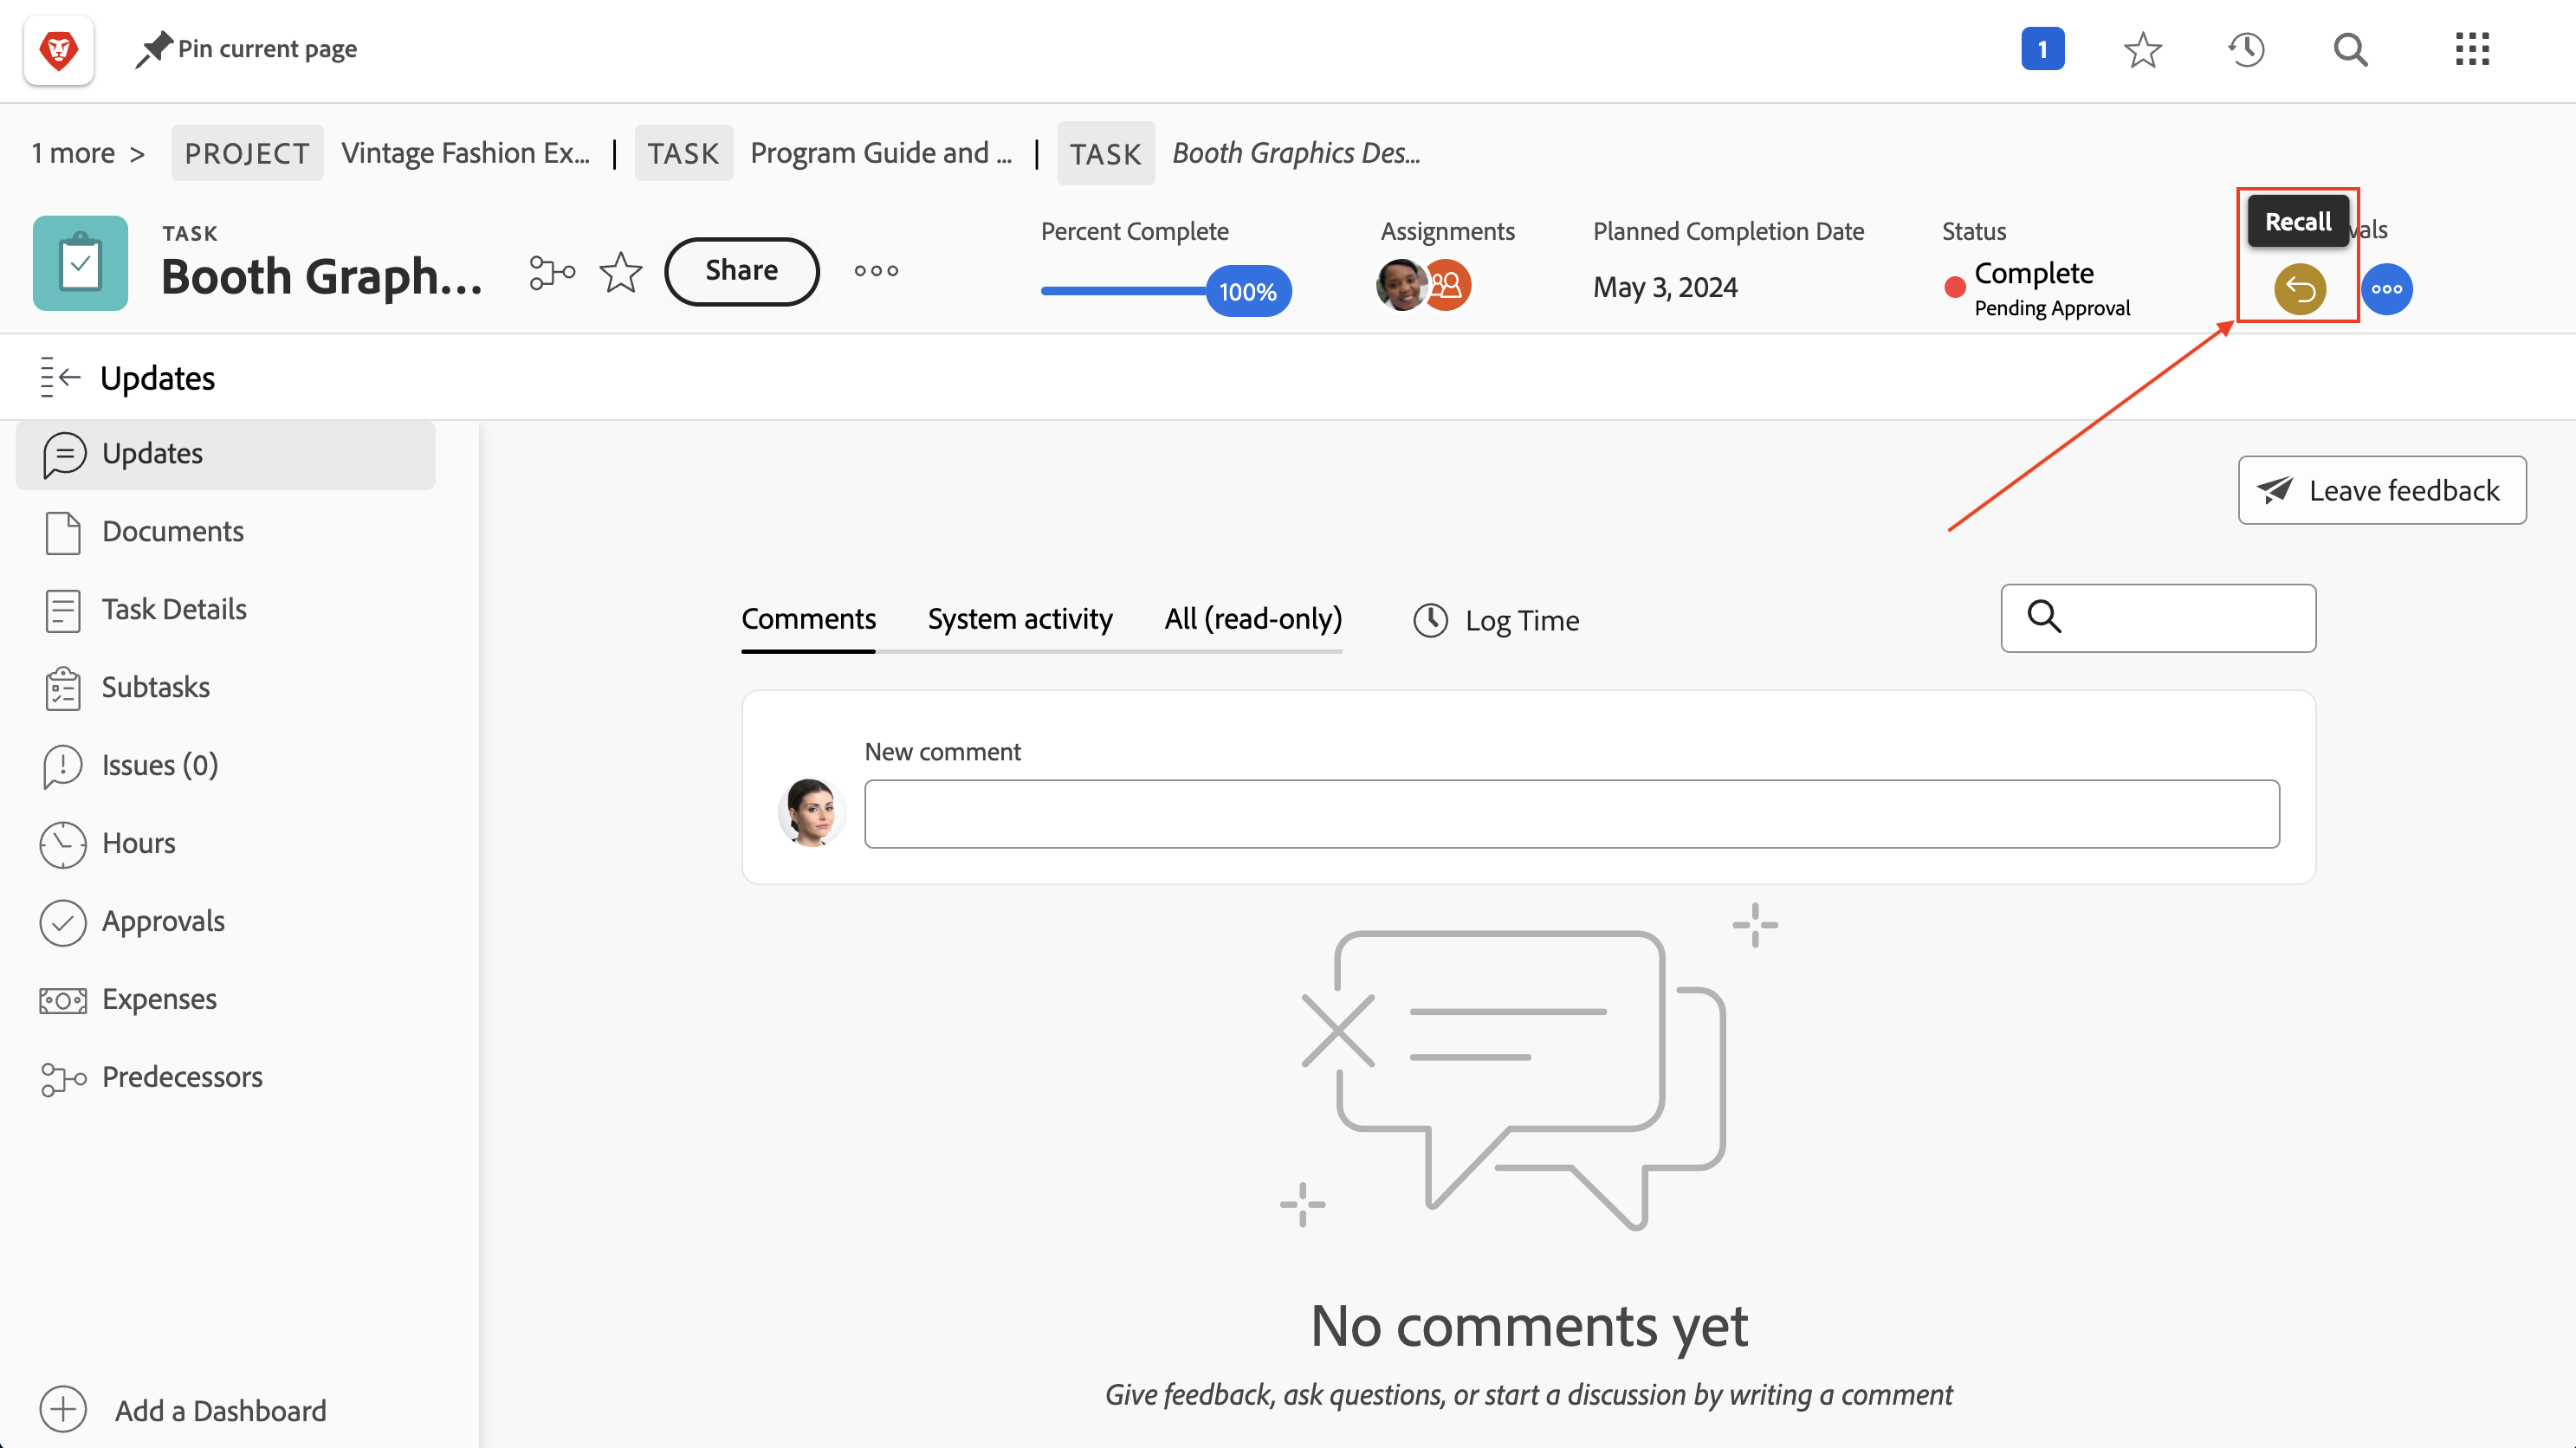 Pin current page
1
1 more >
PROJECT Vintage Fashion Ex... | TASK Program Guide and ... | TASK Booth Graphics Des...
TASK
Booth Graph...
Share
Percent Complete
100%
Assignments
Planned Completion Date
May 3, 2024
Status
Complete
Pending Approval
Recall
vals
Updates
Updates
Documents
Task Details
Subtasks
Issues (0)
Hours
Approvals
Expenses
Predecessors
Add a Dashboard
Leave feedback
Comments System activity All (read-only) Log Time
New comment
No comments yet
Give feedback, ask questions, or start a discussion by writing a comment